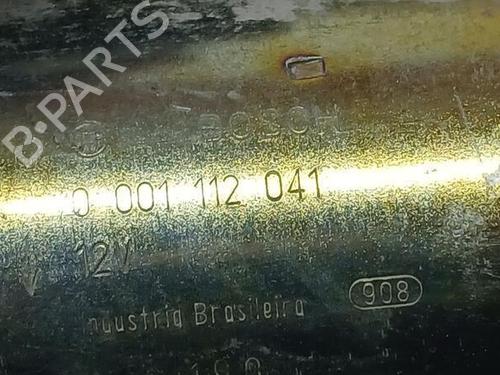 B-PARTS
BOSCH
0 001 112 041
12V
Industria Brasileira
908